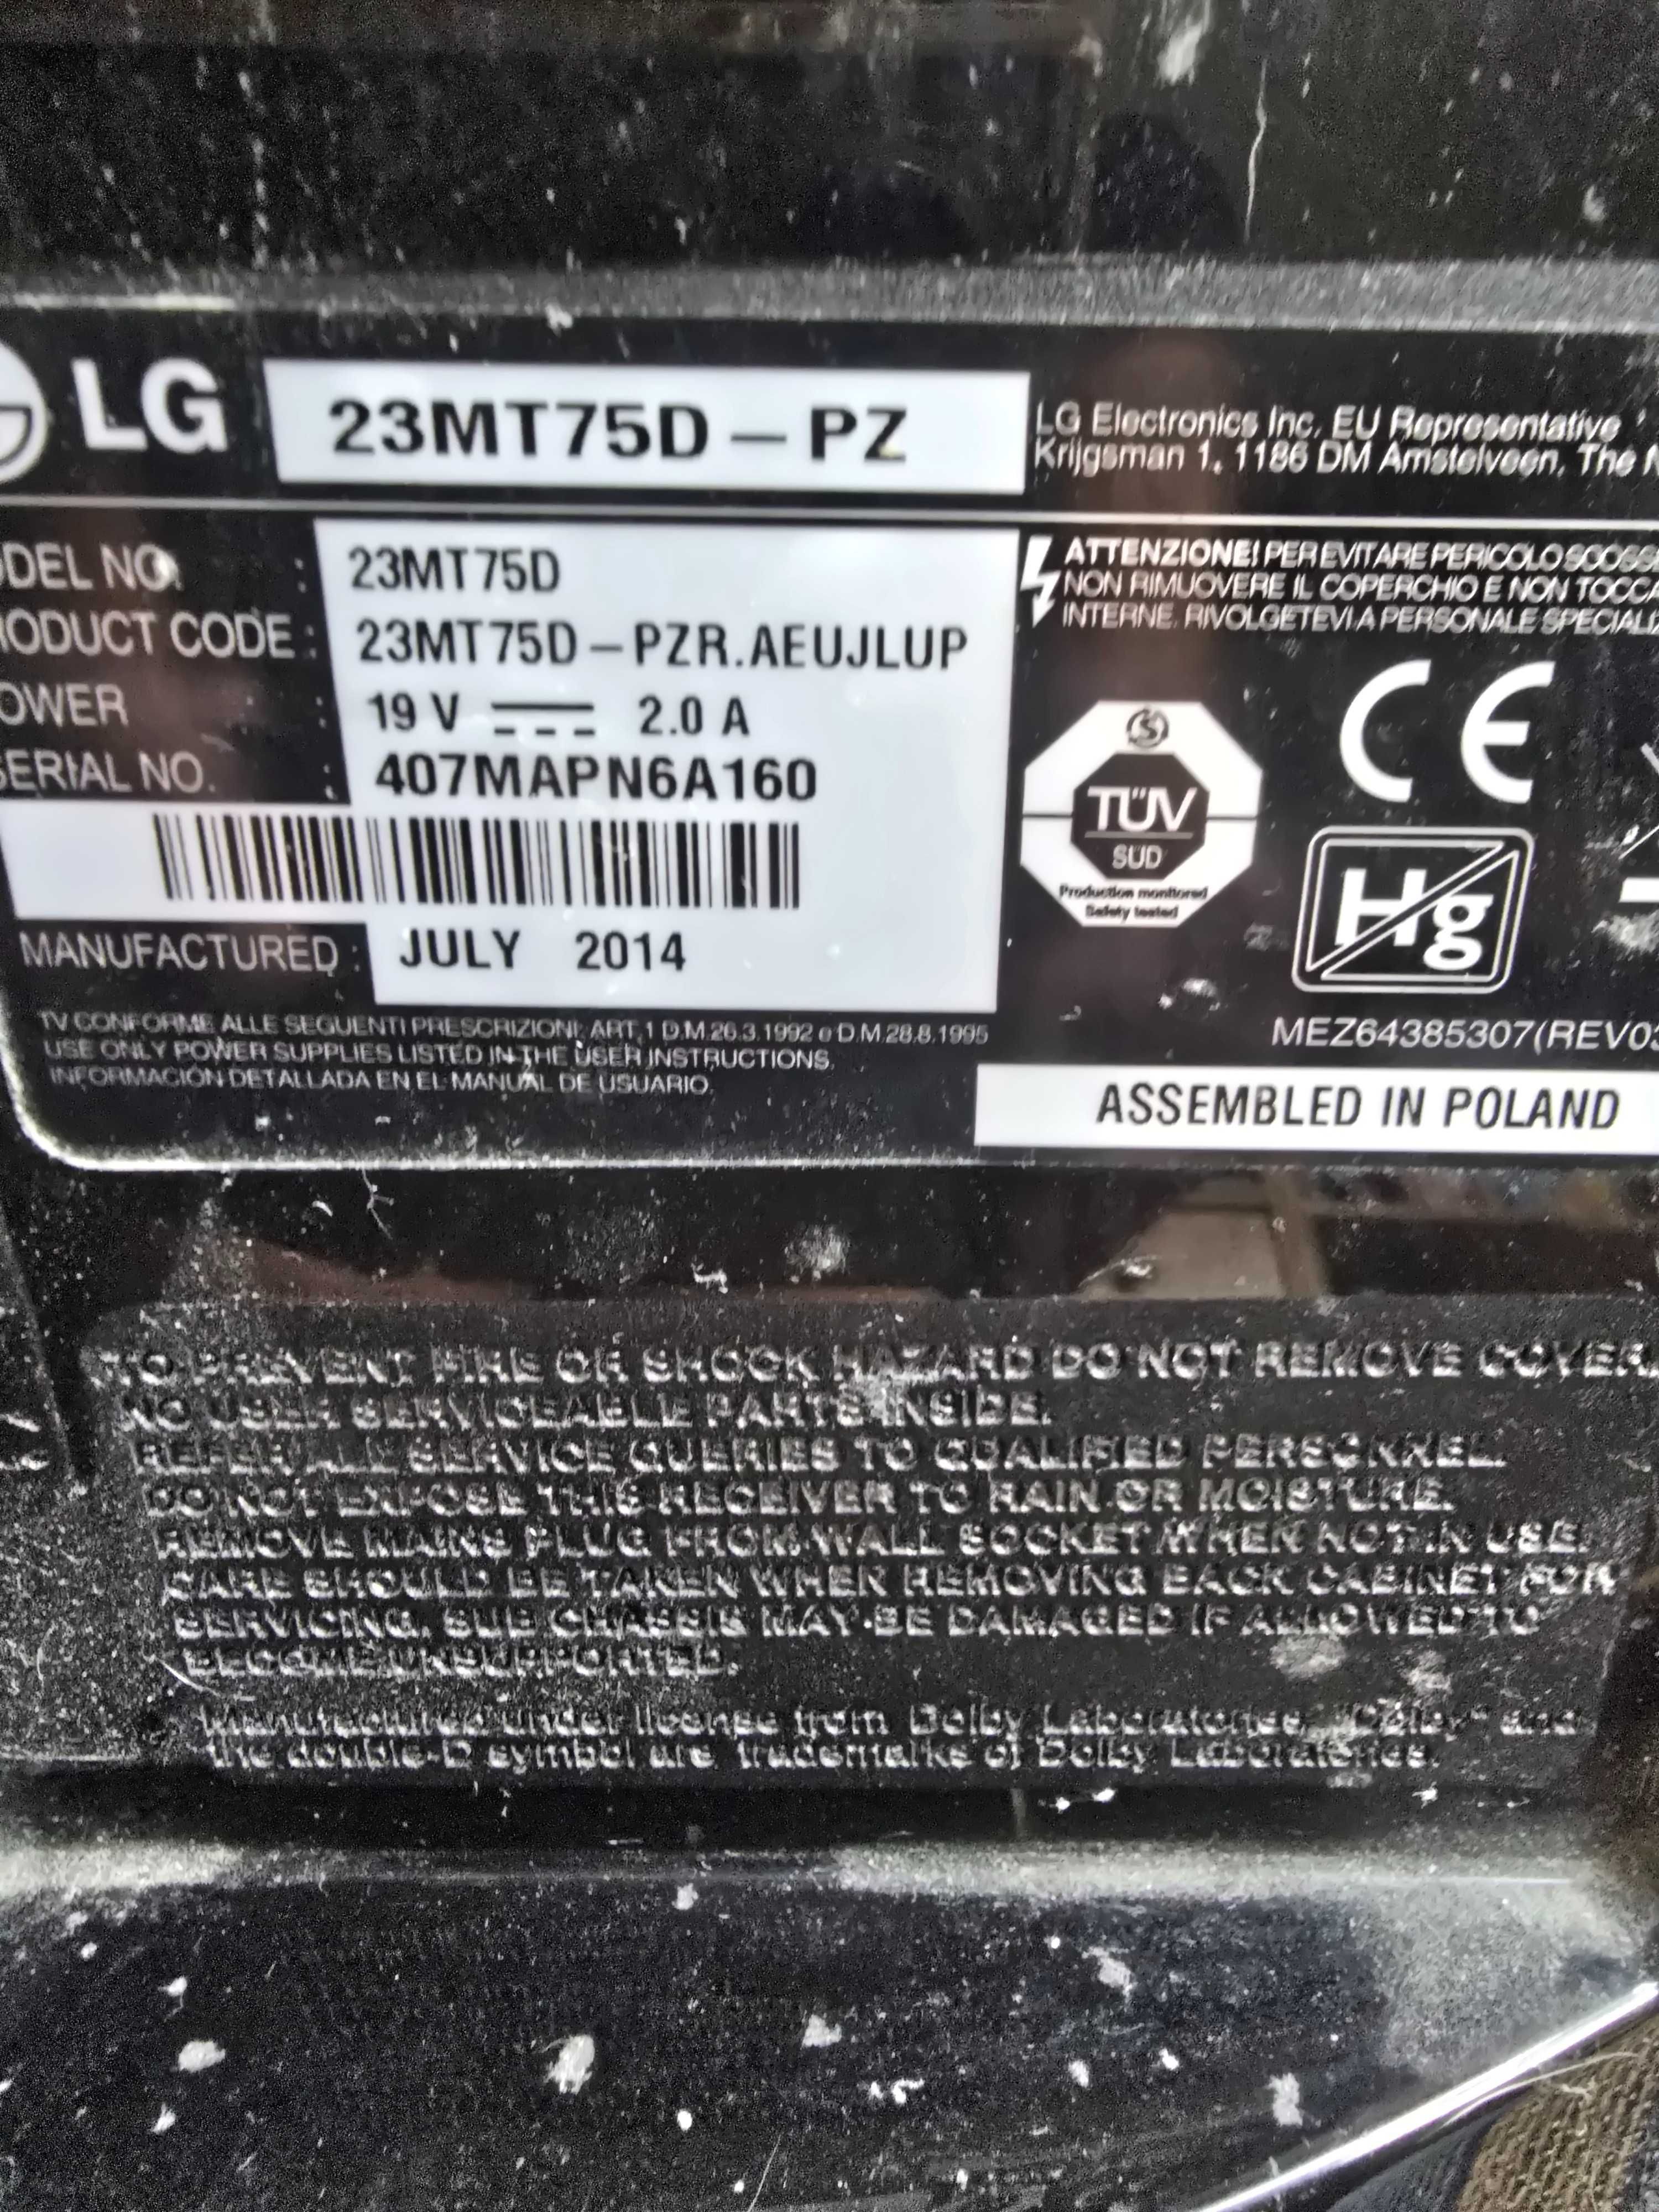 LG 23MT75D-PZ
LG Electronics Inc. EU Representative
Krijgsman 1, 1186 DM Amstelveen, The N
ODEL NO. : 23MT75D
RODUCT CODE : 23MT75D-PZR.AEUJLUP
OWER : 19 V 2.0 A
SERIAL NO. : 407MAPN6A160
MANUFACTURED : JULY 2014
ATTENZIONE! PER EVITARE PERICOLO SCOSS
NON RIMUOVERE IL COPERCHIO E NON TOCCA
INTERNE. RIVOLGETEVI A PERSONALE SPECIALIZ
S
TÜV
SÜD
Production monitored
Safety tested
CE
Hg
TV CONFORME ALLE SEGUENTI PRESCRIZIONI: ART. 1 D.M.26.3.1992 e D.M.28.8.1995
USE ONLY POWER SUPPLIES LISTED IN THE USER INSTRUCTIONS.
INFORMACIÓN DETALLADA EN EL MANUAL DE USUARIO.
MEZ64385307(REV03
ASSEMBLED IN POLAND
TO PREVENT FIRE OR SHOCK HAZARD DO NOT REMOVE COVER.
NO USER SERVICEABLE PARTS INSIDE.
REFER ALL SERVICE QUERIES TO QUALIFIED PERSONNEL.
DO NOT EXPOSE THIS RECEIVER TO RAIN OR MOISTURE.
REMOVE MAINS PLUG FROM WALL SOCKET WHEN NOT IN USE.
CARE SHOULD BE TAKEN WHEN REMOVING BACK CABINET FOR
SERVICING. SUB CHASSIS MAY BE DAMAGED IF ALLOWED TO
BECOME UNSUPPORTED.
Manufactured under license from Dolby Laboratories. "Dolby" and
the double-D symbol are trademarks of Dolby Laboratories.